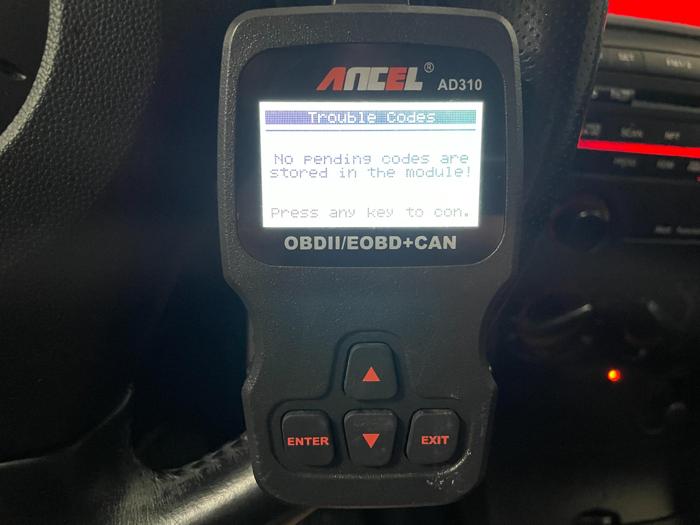 ANCEL®
AD310
Trouble Codes
No pending codes are
stored in the module!
Press any key to con.
OBDII/EOBD+CAN
ENTER
EXIT
SCAN